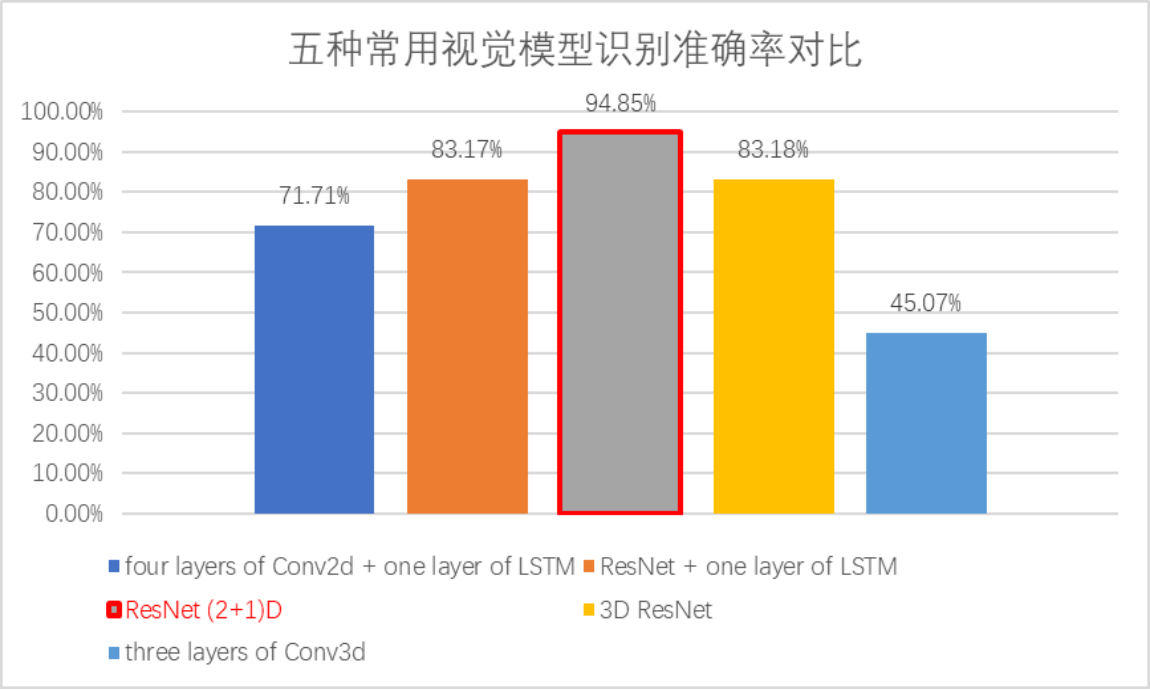 五种常用视觉模型识别准确率对比
100.00%
90.00%
80.00%
70.00%
60.00%
50.00%
40.00%
30.00%
20.00%
10.00%
0.00%
71.71%
83.17%
94.85%
83.18%
45.07%
four layers of Conv2d + one layer of LSTM
ResNet + one layer of LSTM
ResNet (2+1)D
3D ResNet
three layers of Conv3d